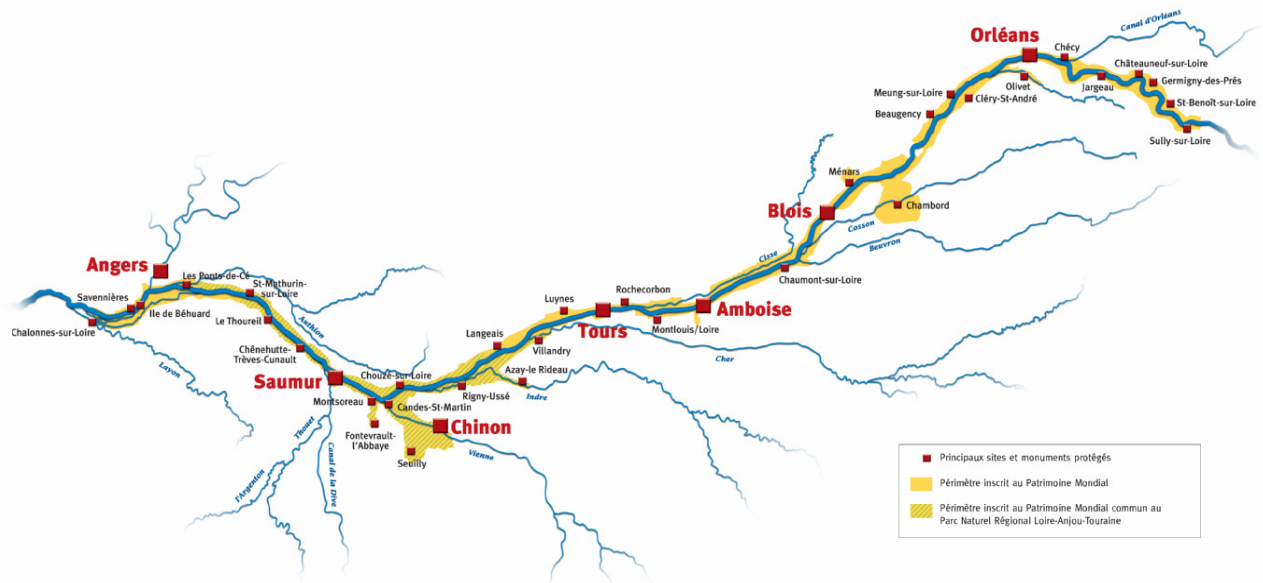 Canal d'Orléans
Orléans
Chécy
Châteauneuf-sur-Loire
Germigny-des-Prés
Olivet
Jargeau
Meung-sur-Loire
Cléry-St-André
St-Benoît-sur-Loire
Beaugency
Sully-sur-Loire
Ménars
Chambord
Blois
Cosson
Beuvron
Cisse
Angers
Les Ponts-de-Cé
Chaumont-sur-Loire
St-Mathurin-
sur-Loire
Savennières
Rochecorbon
Luynes
Amboise
Ile de Béhuard
Chalonnes-sur-Loire
Le Thoureil
Authion
Tours
Montlouis/Loire
Langeais
Villandry
Chênehutte-
Trèves-Cunault
Cher
Layon
Saumur
Chouzé-sur-Loire
Azay-le Rideau
Rigny-Ussé
Indre
Montsoreau
Candes-St-Martin
Thouet
Chinon
Fontevrault-
l'Abbaye
Vienne
Seuilly
Canal de la Dive
l'Argenton
Principaux sites et monuments protégés
Périmètre inscrit au Patrimoine Mondial
Périmètre inscrit au Patrimoine Mondial commun au
Parc Naturel Régional Loire-Anjou-Touraine